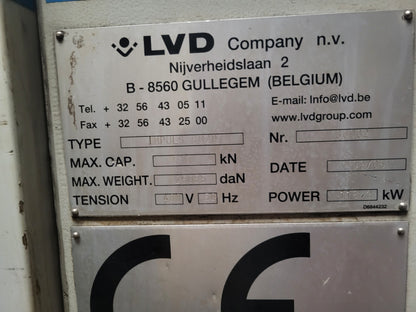 LVD Company n.v.
Nijverheidslaan 2
B - 8560 GULLEGEM (BELGIUM)
Tel. + 32 56 43 05 11
E-mail: Info@lvd.be
Fax + 32 56 43 25 00
www.lvdgroup.com
TYPE Nr.
MAX. CAP. kN
DATE
MAX. WEIGHT. daN
TENSION V Hz
POWER kW
D6844232
CE